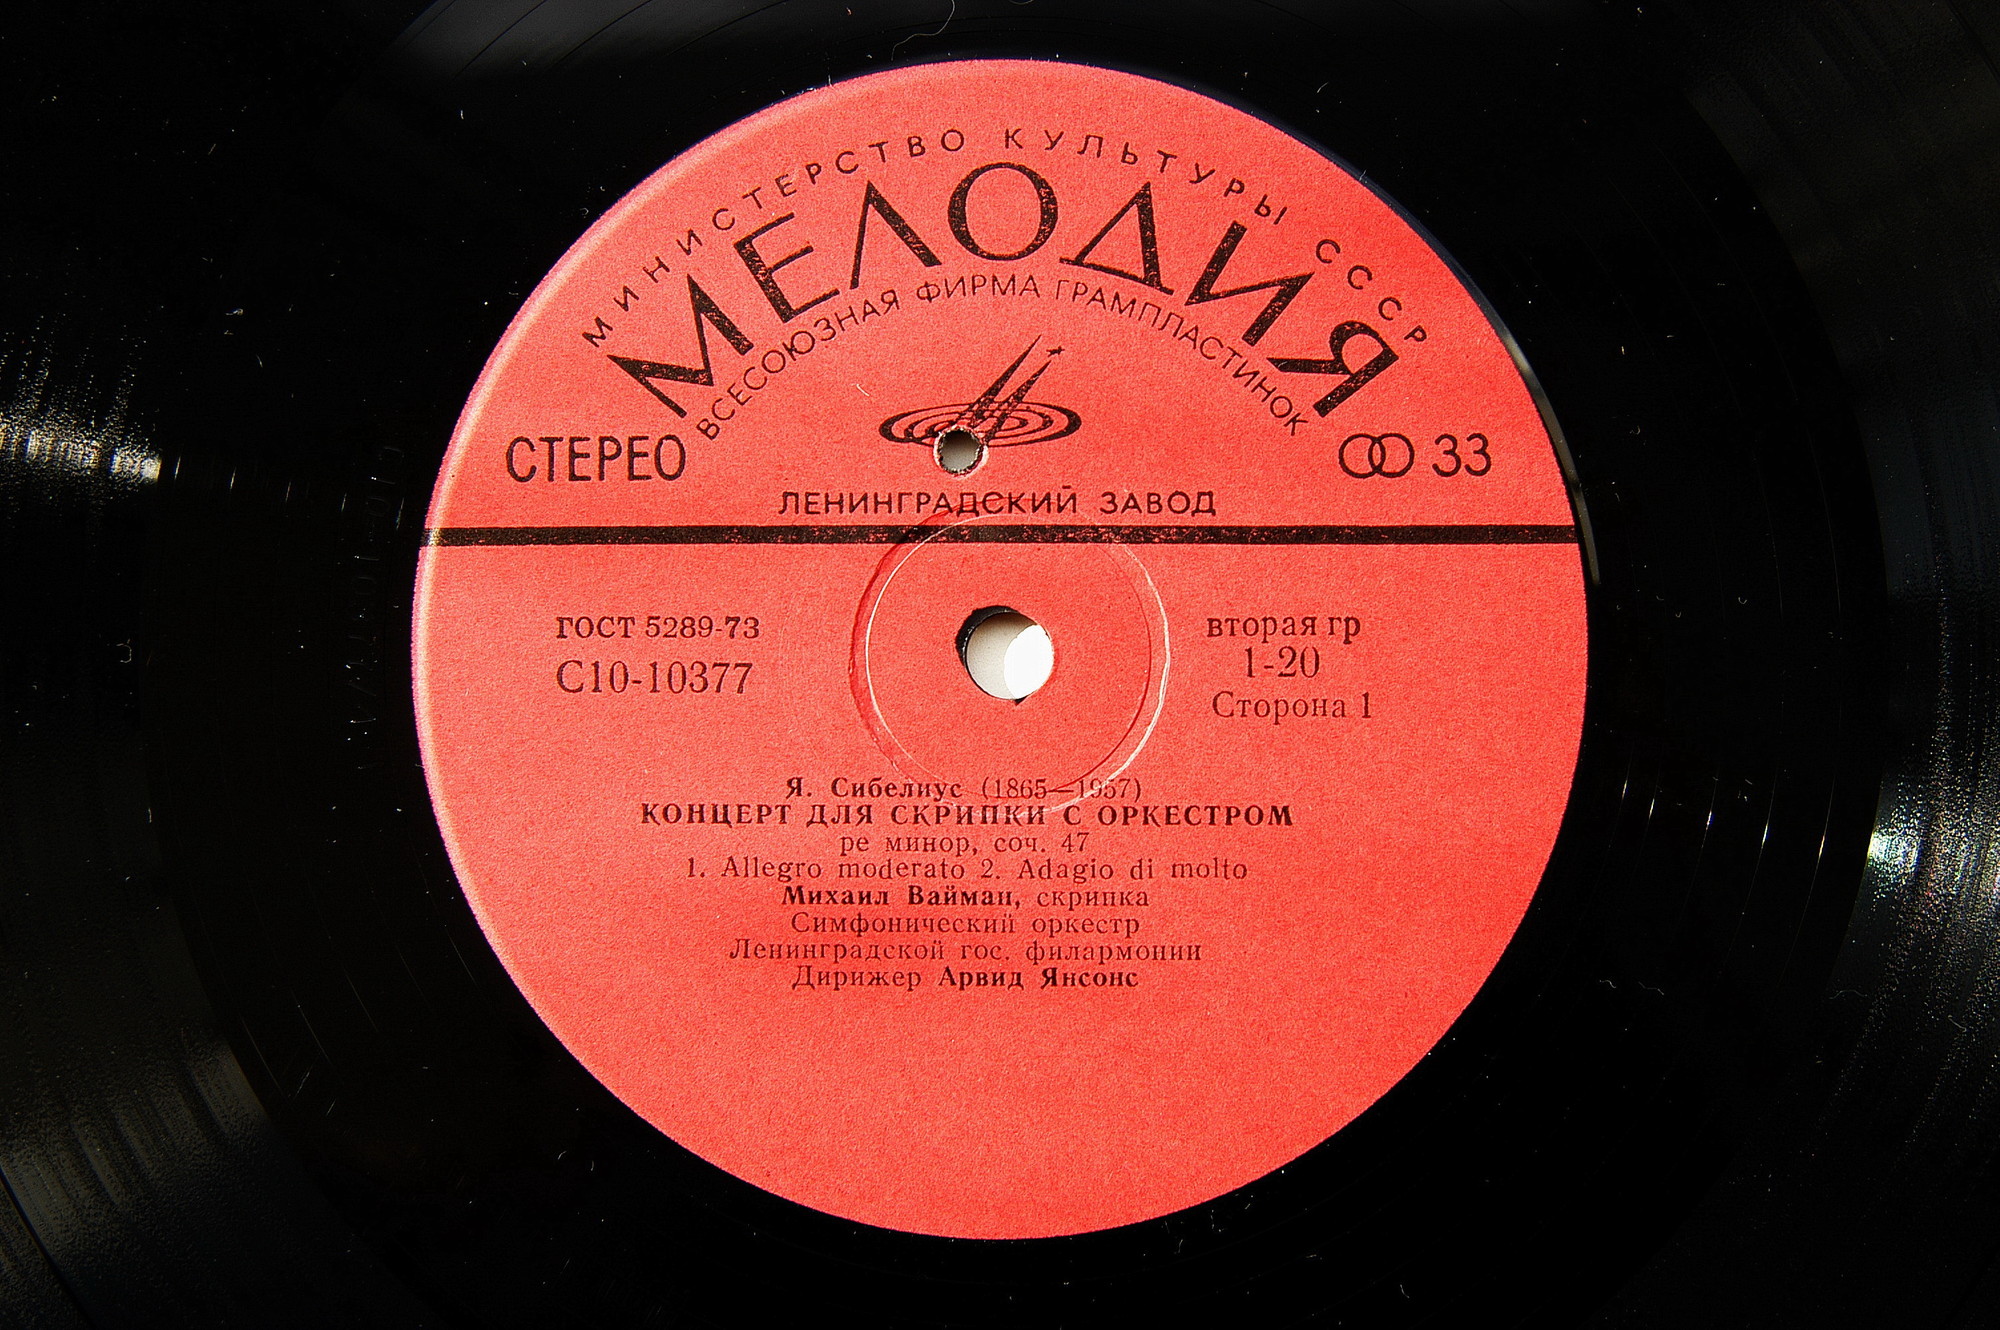 МИНИСТЕРСТВО КУЛЬТУРЫ СССР
МЕЛОДИЯ
ВСЕСОЮЗНАЯ ФИРМА ГРАМПЛАСТИНОК
СТЕРЕО
33
ЛЕНИНГРАДСКИЙ ЗАВОД
ГОСТ 5289-73
С10-10377
вторая гр
1-20
Сторона 1
Я. Сибелиус (1865—1957)
КОНЦЕРТ ДЛЯ СКРИПКИ С ОРКЕСТРОМ
ре минор, соч. 47
1. Allegro moderato 2. Adagio di molto
Михаил Вайман, скрипка
Симфонический оркестр
Ленинградской гос. филармонии
Дирижер Арвид Янсонс